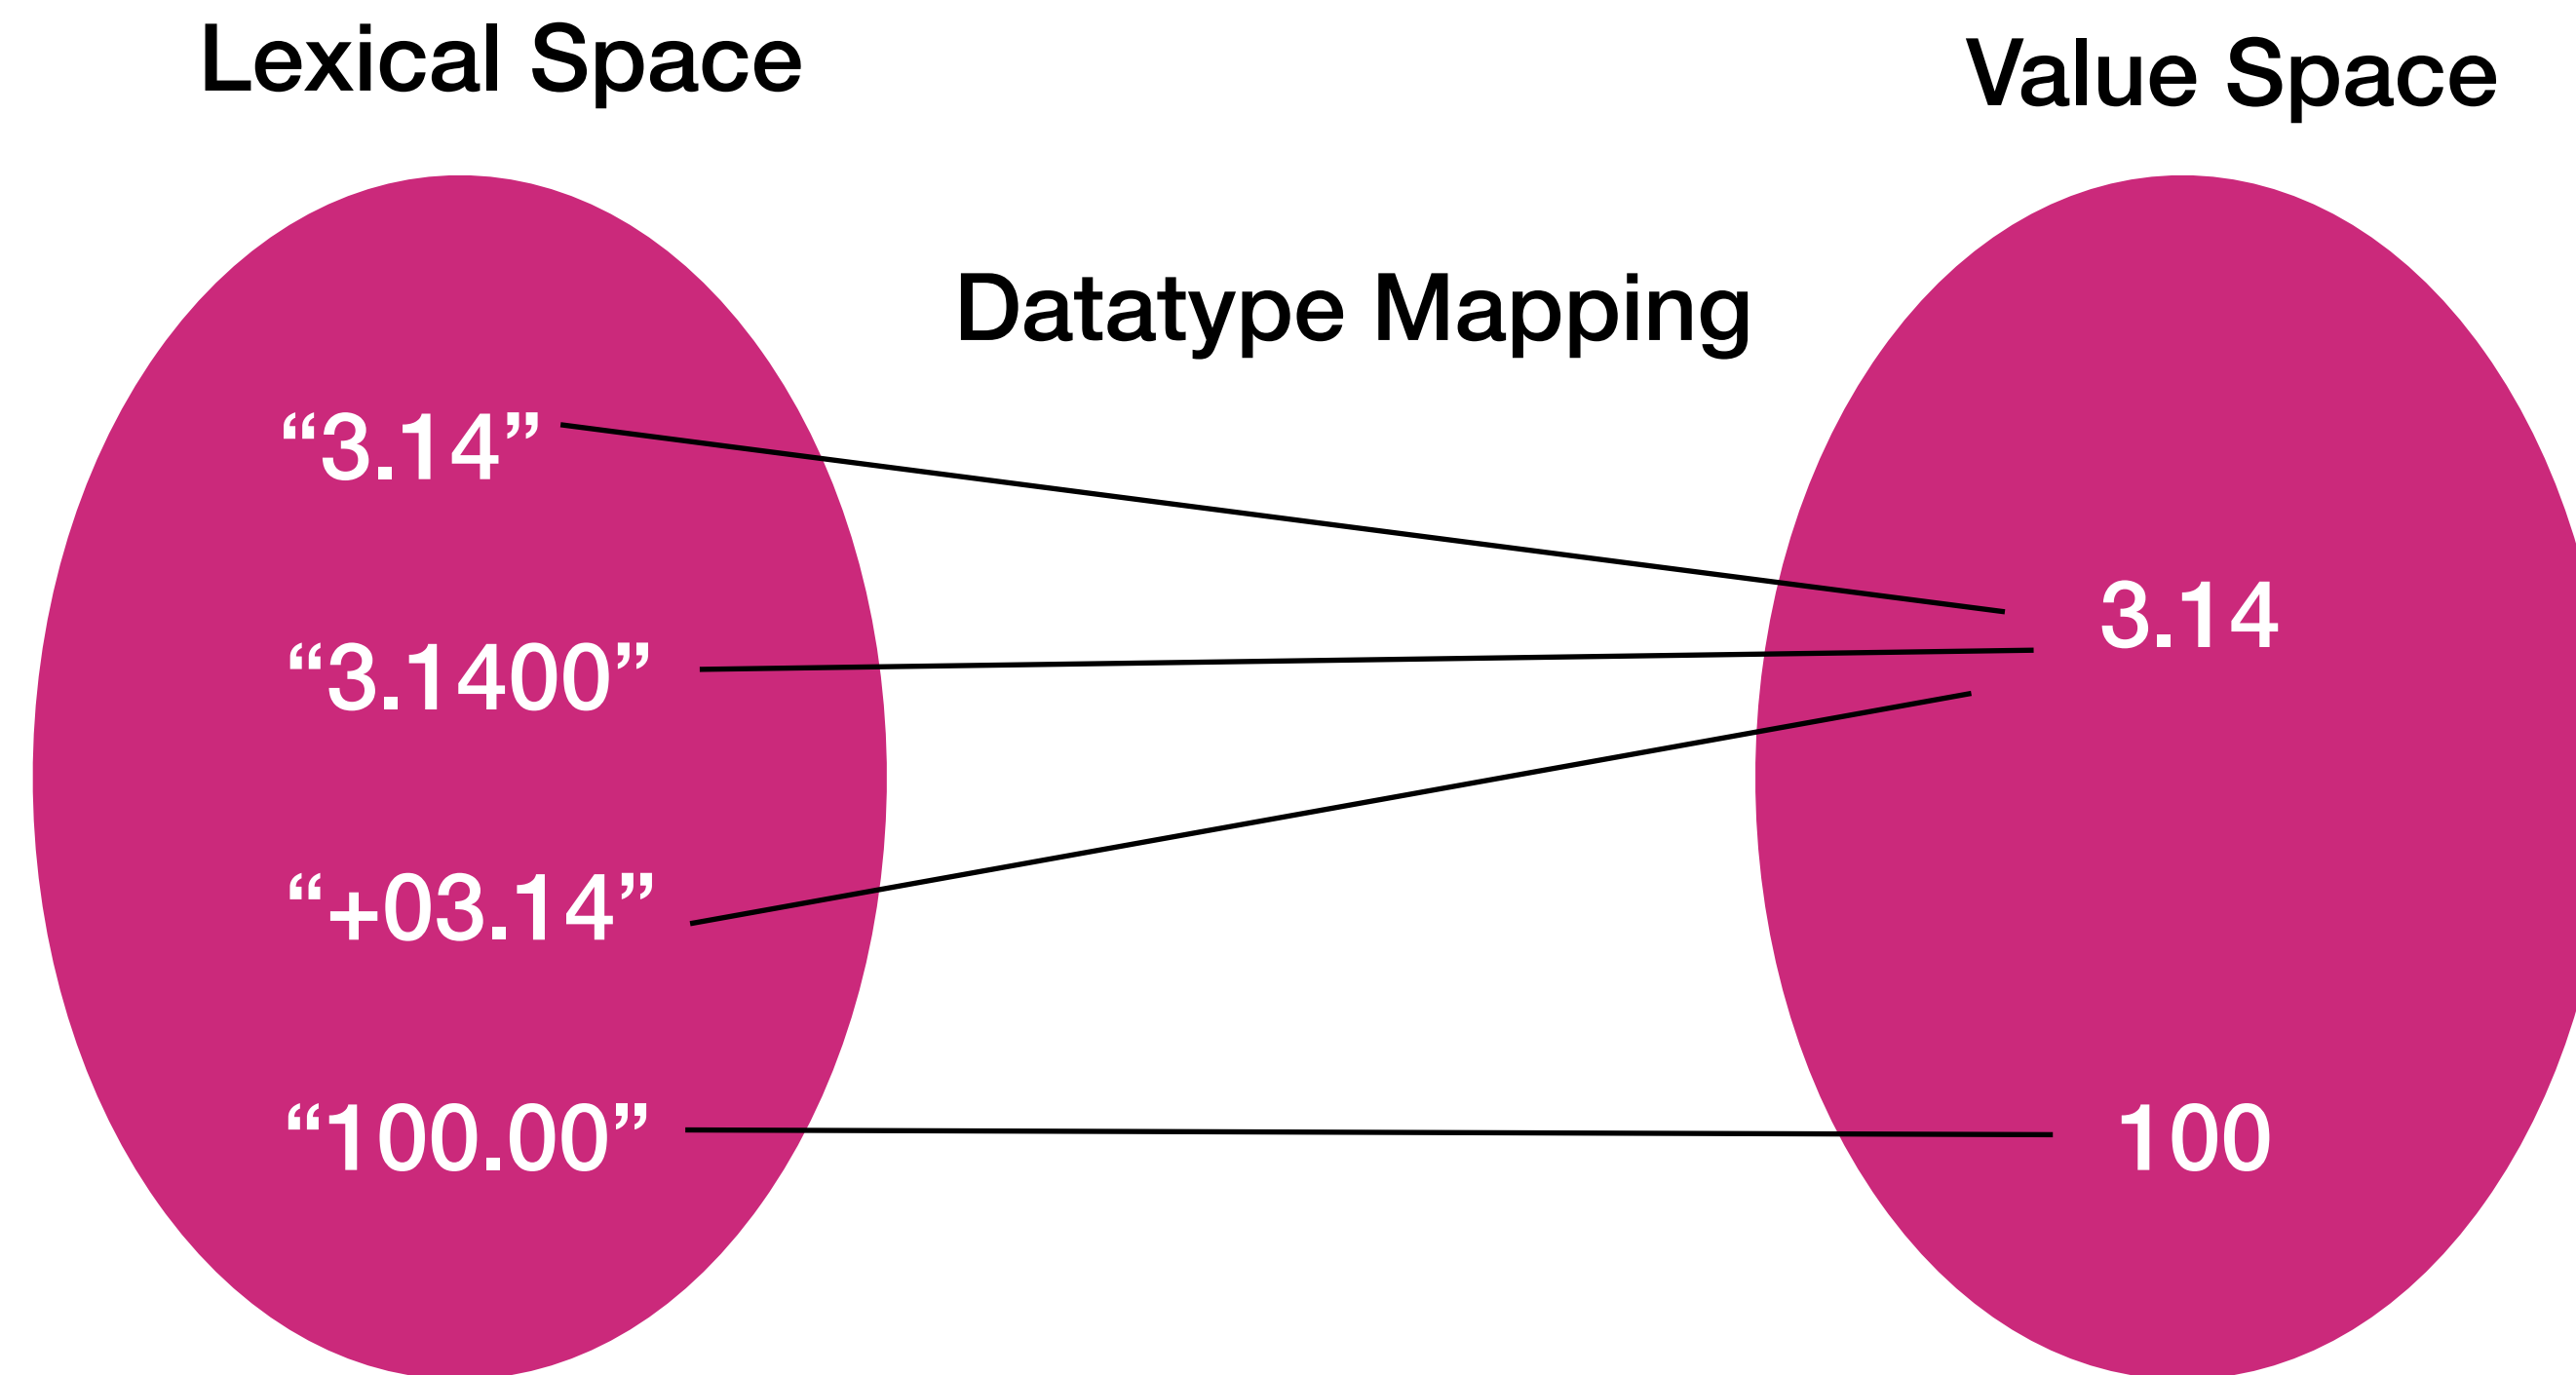 Lexical Space
Value Space
Datatype Mapping
“3.14”
“3.1400”
“+03.14”
“100.00”
3.14
100